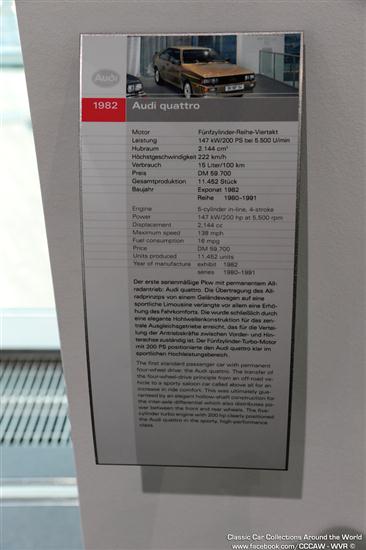 Audi
1982 Audi quattro
Motor Fünfzylinder-Reihe-Viertakt
Leistung 147 kW/200 PS bei 5.500 U/min
Hubraum 2.144 cm³
Höchstgeschwindigkeit 222 km/h
Verbrauch 15 Liter/100 km
Preis DM 59.700
Gesamtproduktion 11.452 Stück
Baujahr Exponat 1982
Reihe 1980–1991
Engine 5-cylinder in-line, 4-stroke
Power 147 kW/200 hp at 5,500 rpm
Displacement 2,144 cc
Maximum speed 138 mph
Fuel consumption 16 mpg
Price DM 59,700
Units produced 11,452 units
Year of manufacture exhibit 1982
series 1980–1991
Der erste serienmäßige Pkw mit permanentem All-
radantrieb: Audi quattro. Die Übertragung des All-
radprinzips von einem Geländewagen auf eine
sportliche Limousine verlangte vor allem eine Erhö-
hung des Fahrkomforts. Die wurde schließlich durch
eine elegante Hohlwellenkonstruktion für das zen-
trale Ausgleichsgetriebe erreicht, das für die Vertei-
lung der Antriebskräfte zwischen Vorder- und Hin-
terachse zuständig ist. Der Fünfzylinder-Turbo-Motor
mit 200 PS positionierte den Audi quattro klar im
sportlichen Hochleistungsbereich.
The first standard passenger car with permanent
four-wheel drive: the Audi quattro. The transfer of
the four-wheel-drive principle from an off-road ve-
hicle to a sporty saloon car called above all for an
increase in ride comfort. This was ultimately gua-
ranteed by an elegant hollow-shaft construction for
the inter-axle differential which also distributes po-
wer between the front and rear wheels. The five-
cylinder turbo engine with 200 hp clearly positioned
the Audi quattro in the sporty, high-performance
class.
Classic Car Collections Around the World
www.facebook.com/CCCAW - WVR ©